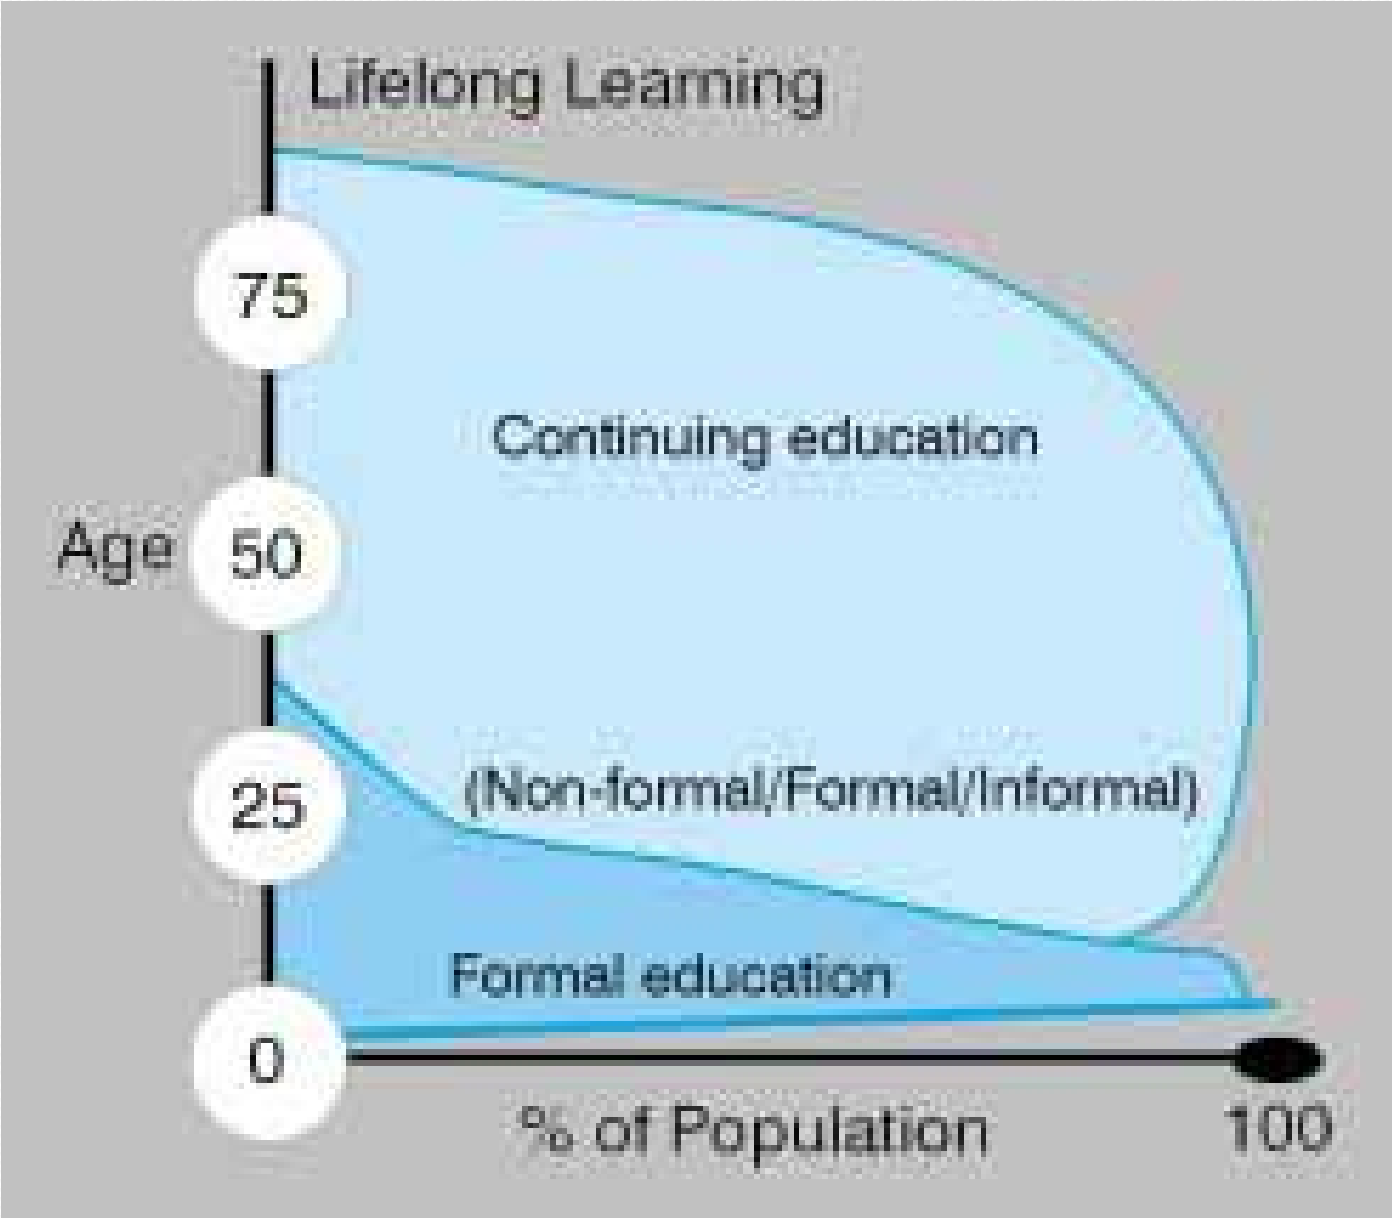 Lifelong Learning
75
Continuing education
Age
50
25
(Non-formal/Formal/Informal)
Formal education
0
% of Population
100